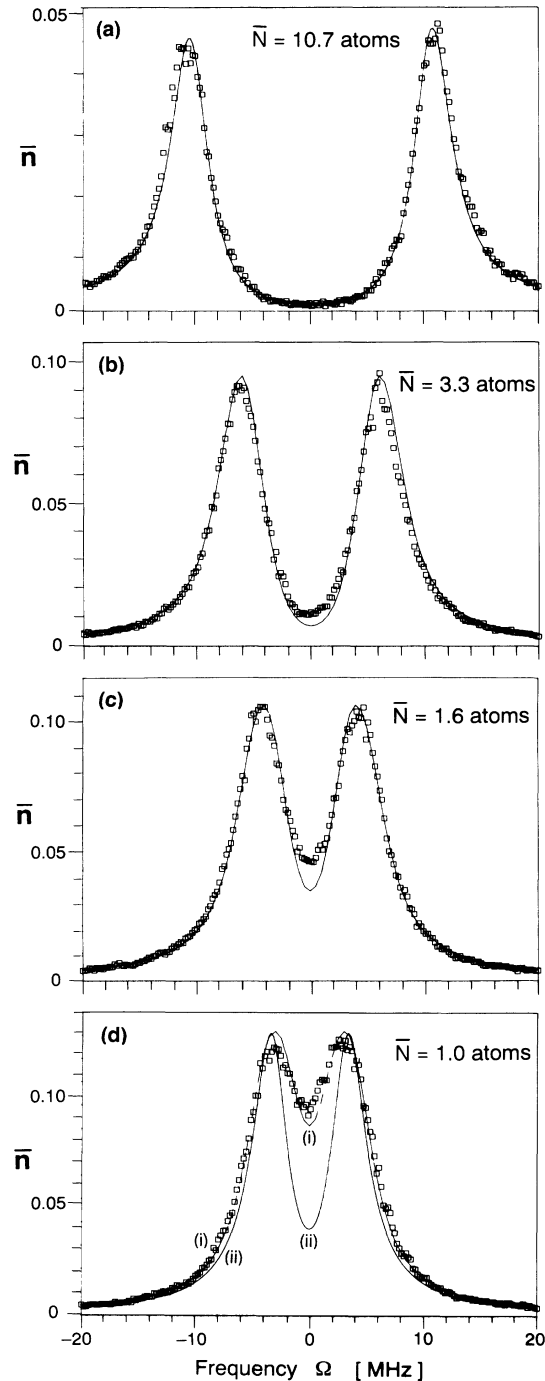 (a)
N̄ = 10.7 atoms
0.05
n̄
0
(b)
N̄ = 3.3 atoms
0.10
n̄
0.05
0
(c)
N̄ = 1.6 atoms
0.10
n̄
0.05
0
(d)
N̄ = 1.0 atoms
0.10
n̄
(i)
0.05
(i)
(ii)
(ii)
0
−20 −10 0 10 20
Frequency Ω [ MHz ]